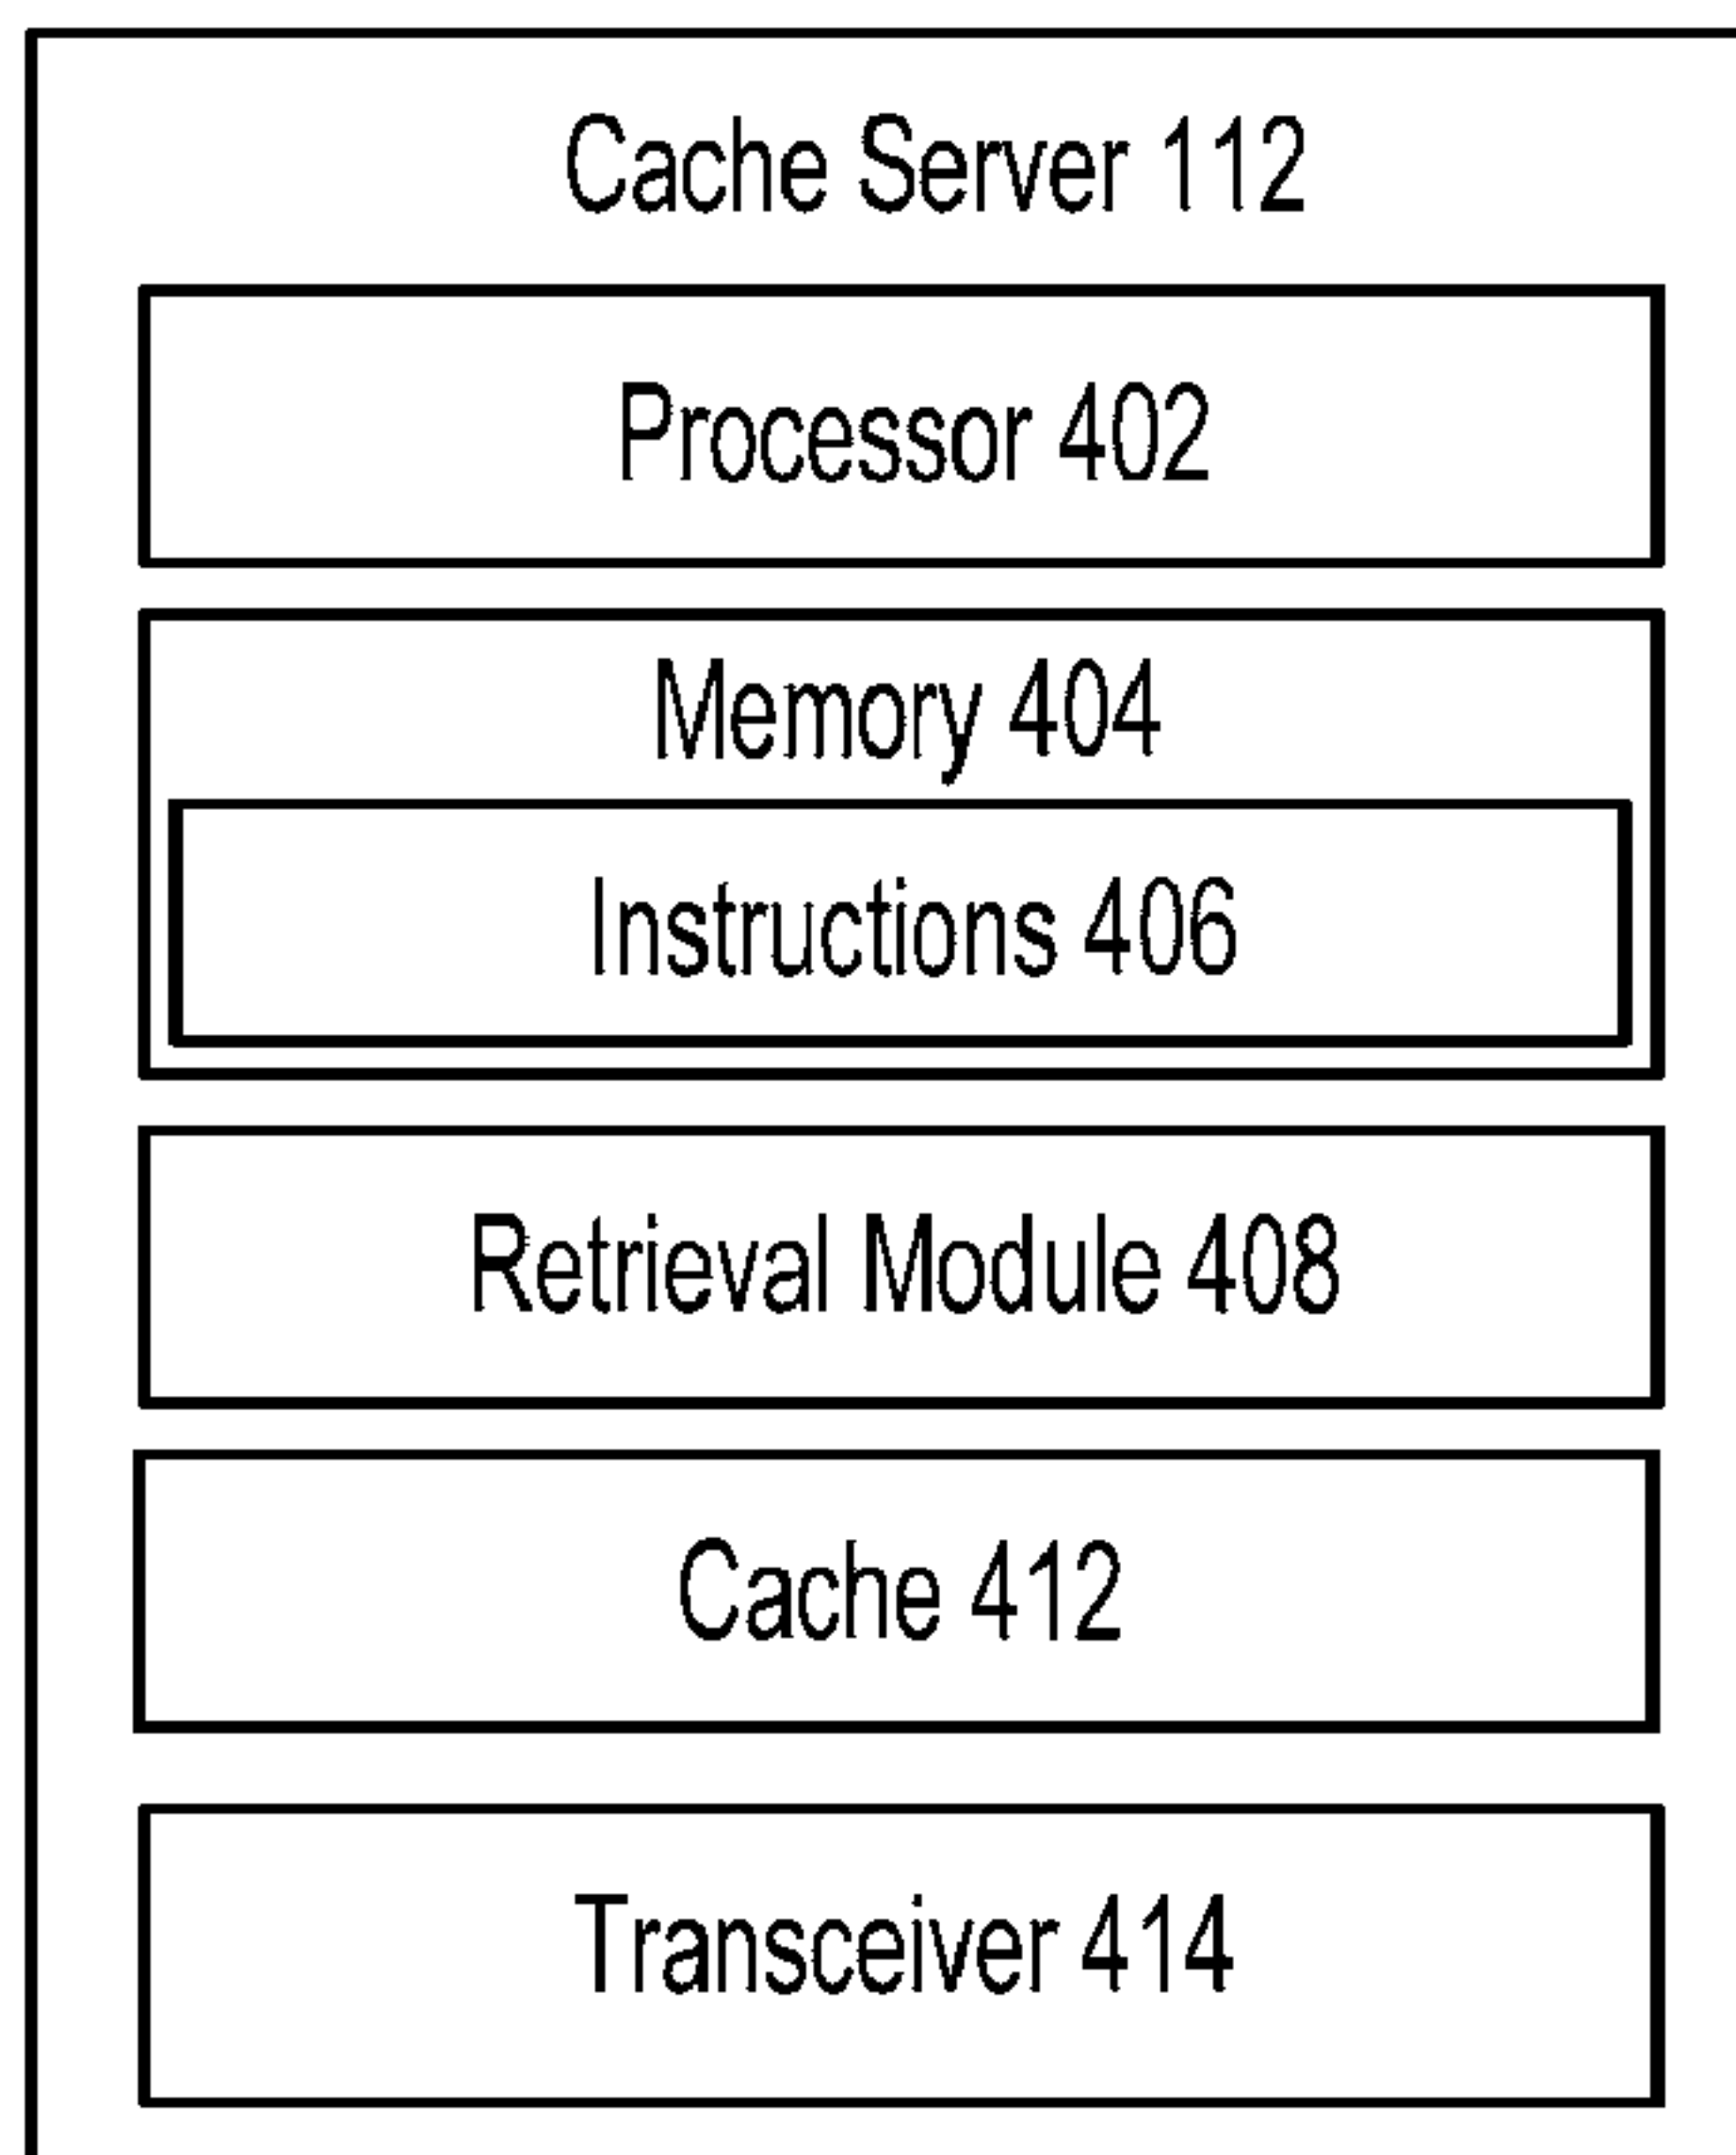 Cache Server 112
Processor 402
Memory 404
Instructions 406
Retrieval Module 408
Cache 412
Transceiver 414